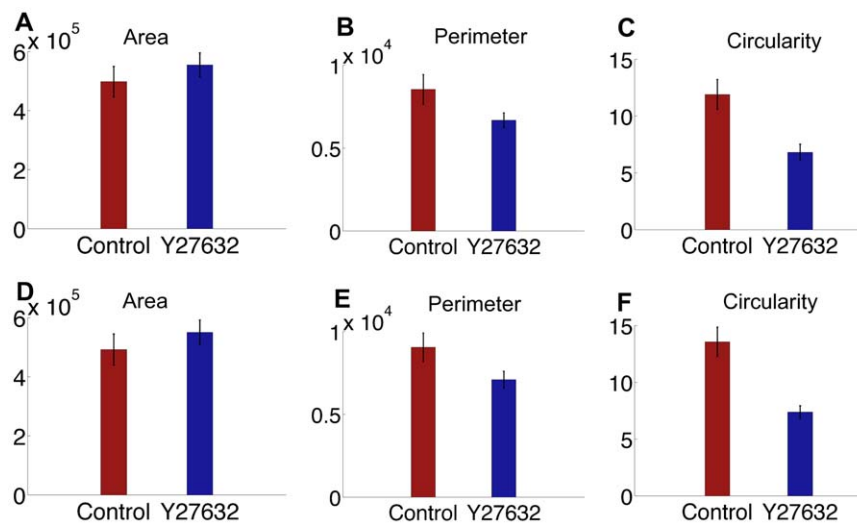 A
Area
6 x 10^5
4
2
0
Control Y27632
B
Perimeter
1 x 10^4
0.5
0
Control Y27632
C
Circularity
15
10
5
0
Control Y27632
D
Area
6 x 10^5
4
2
0
Control Y27632
E
Perimeter
1 x 10^4
0.5
0
Control Y27632
F
Circularity
15
10
5
0
Control Y27632